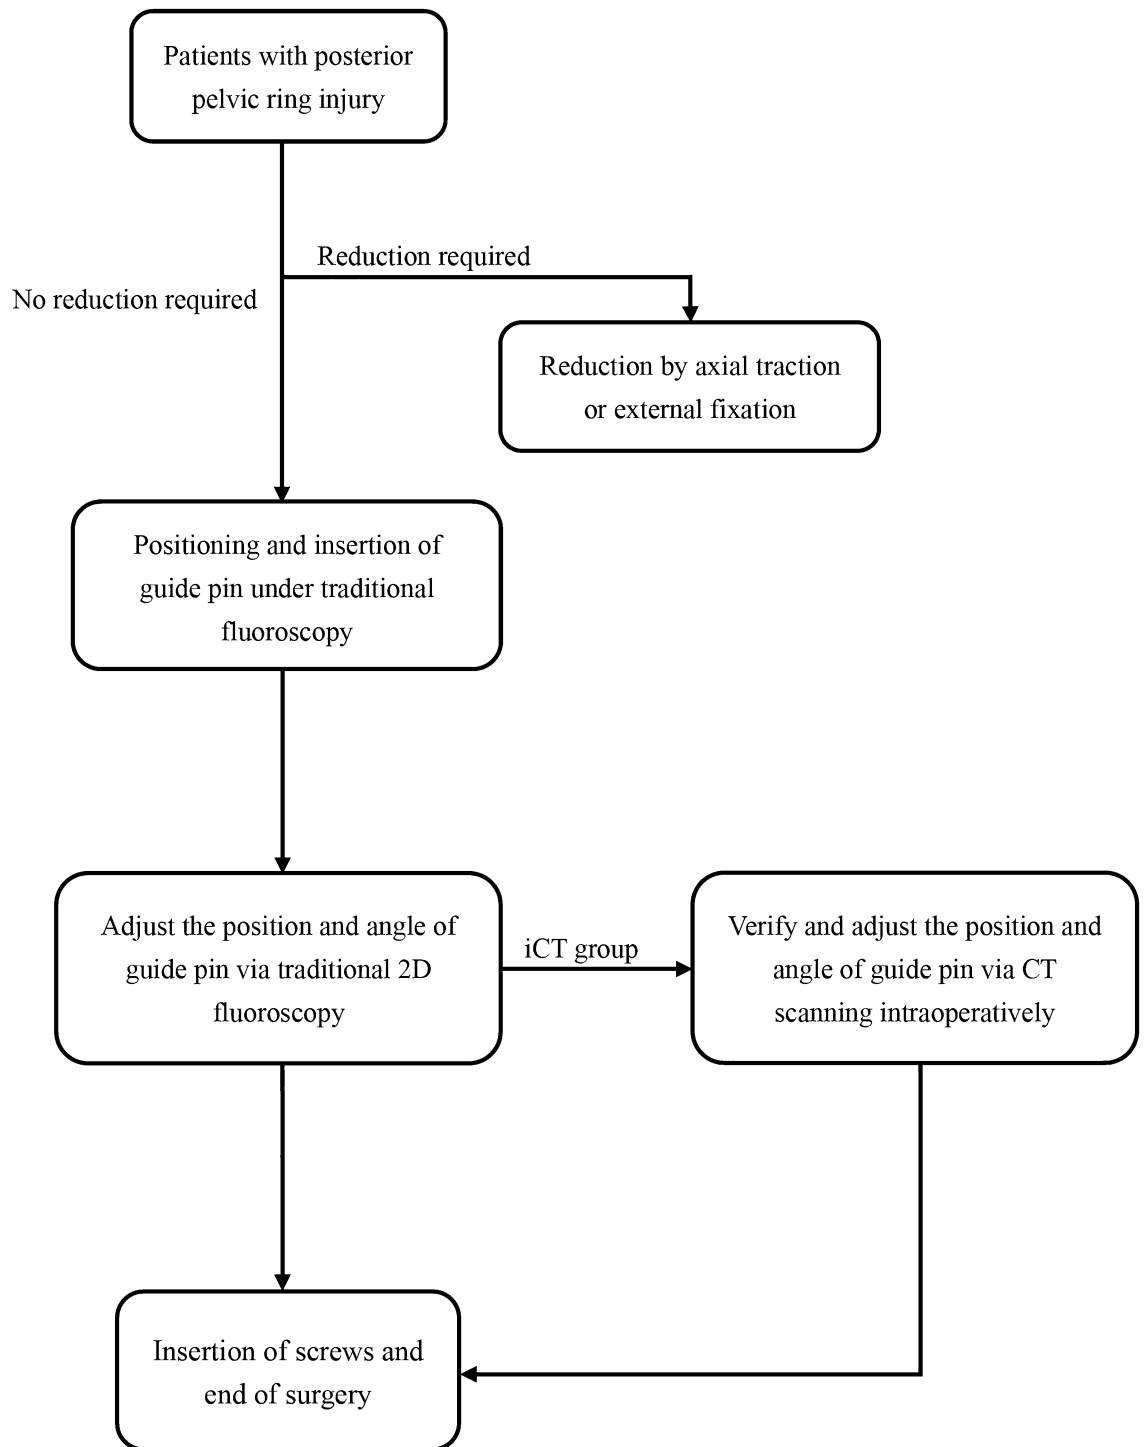 Patients with posterior
pelvic ring injury
Reduction required
No reduction required
Reduction by axial traction
or external fixation
Positioning and insertion of
guide pin under traditional
fluoroscopy
Adjust the position and angle of
guide pin via traditional 2D
fluoroscopy
iCT group
Verify and adjust the position and
angle of guide pin via CT
scanning intraoperatively
Insertion of screws and
end of surgery